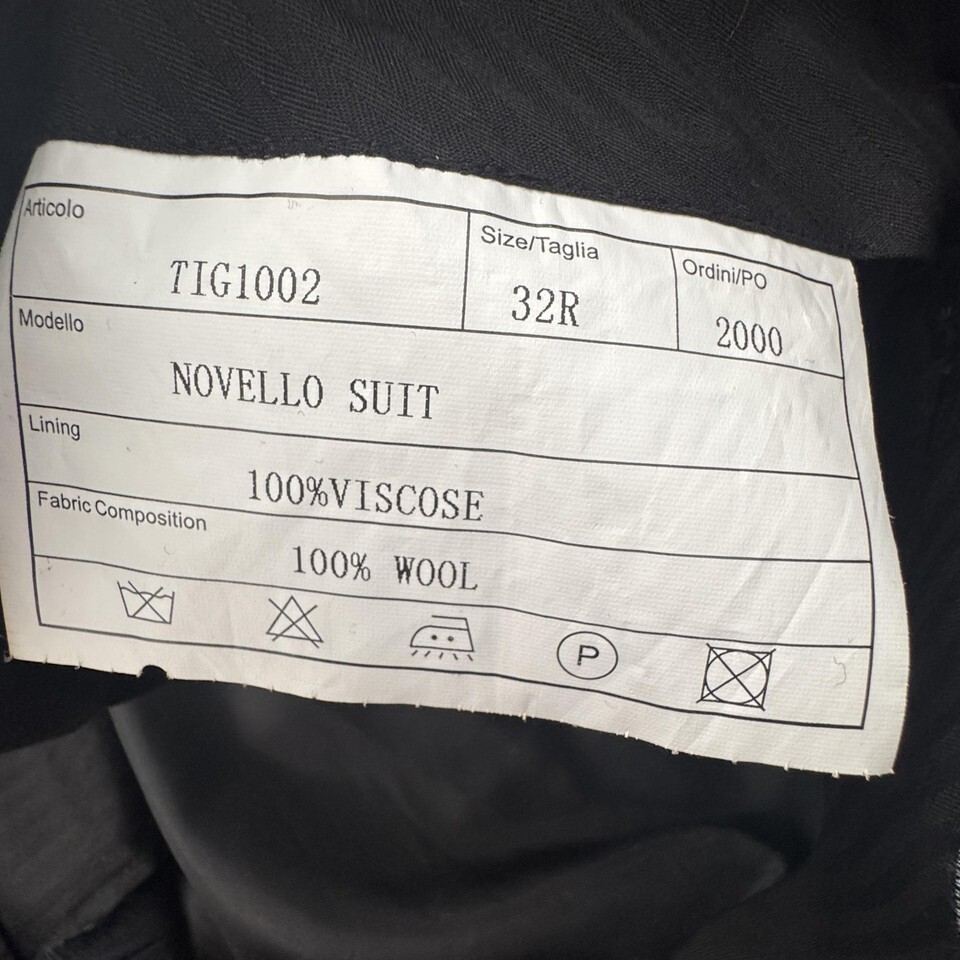 Articolo
Size/Taglia
Ordini/PO
TIG1002
32R
2000
Modello
NOVELLO SUIT
Lining
100%VISCOSE
Fabric Composition
100% WOOL
P